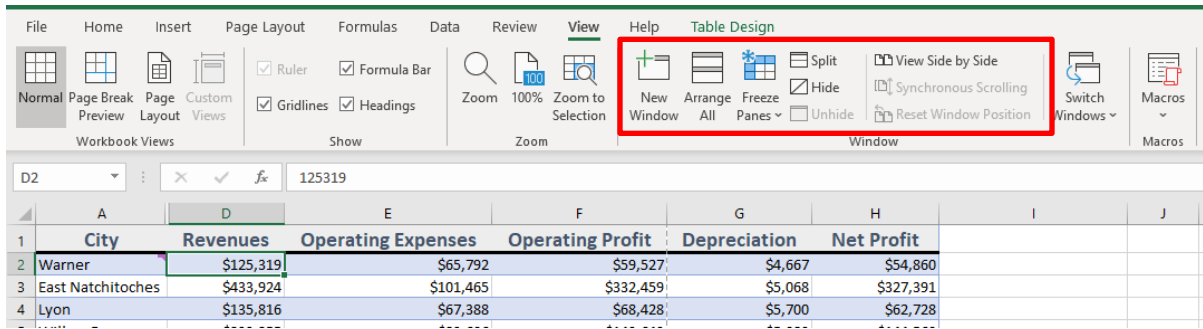 File Home Insert Page Layout Formulas Data Review View Help Table Design
Ruler Formula Bar
Gridlines Headings
Normal Page Break Preview Page Layout Custom Views
Workbook Views
Show
100
Zoom 100% Zoom to Selection
Zoom
New Window Arrange All Freeze Panes
Split
Hide
Unhide
View Side by Side
Synchronous Scrolling
Reset Window Position
Switch Windows
Window
Macros
Macros
D2 fx 125319
A D E F G H I J
1 City Revenues Operating Expenses Operating Profit Depreciation Net Profit
2 Warner $125,319 $65,792 $59,527 $4,667 $54,860
3 East Natchitoches $433,924 $101,465 $332,459 $5,068 $327,391
4 Lyon $135,816 $67,388 $68,428 $5,700 $62,728